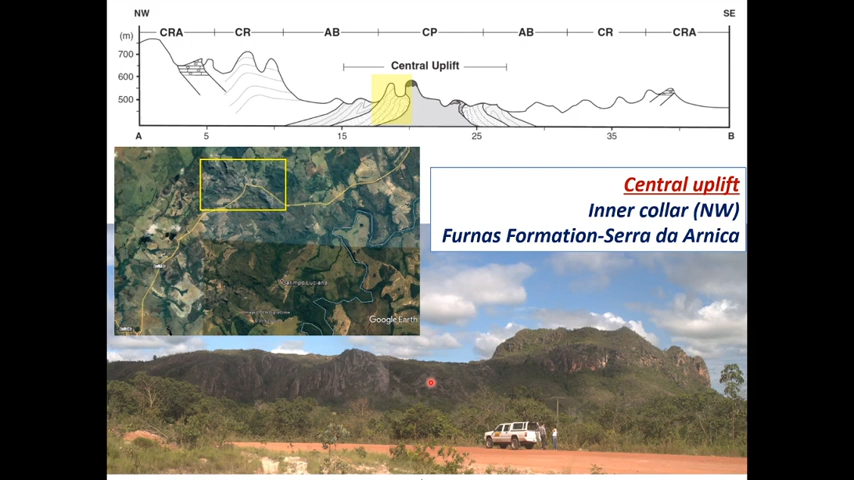 NW
SE
CRA
CR
AB
CP
AB
CR
CRA
(m)
700
600
500
Central Uplift
A
5
15
25
35
B
Central uplift
Inner collar (NW)
Furnas Formation-Serra da Arnica
Google Earth